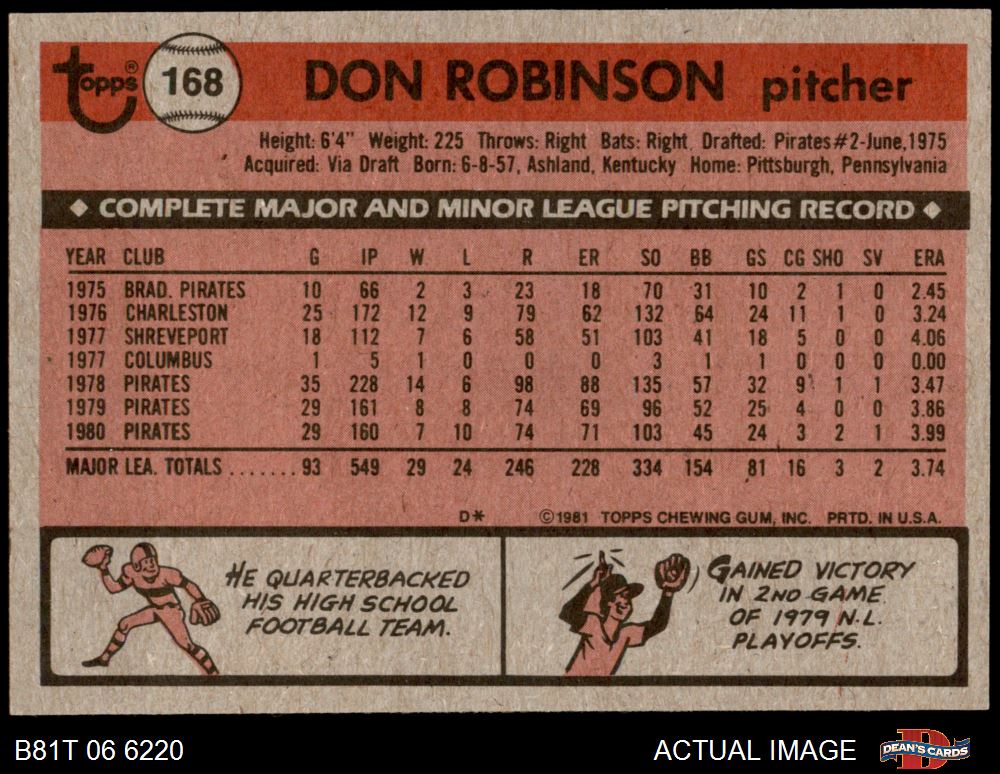 Topps® 168 DON ROBINSON pitcher
Height: 6'4" Weight: 225 Throws: Right Bats: Right Drafted: Pirates #2-June,1975
Acquired: Via Draft Born: 6-8-57, Ashland, Kentucky Home: Pittsburgh, Pennsylvania
◆ COMPLETE MAJOR AND MINOR LEAGUE PITCHING RECORD ◆
YEAR CLUB G IP W L R ER SO BB GS CG SHO SV ERA
1975 BRAD. PIRATES 10 66 2 3 23 18 70 31 10 2 1 0 2.45
1976 CHARLESTON 25 172 12 9 79 62 132 64 24 11 1 0 3.24
1977 SHREVEPORT 18 112 7 6 58 51 103 41 18 5 0 0 4.06
1977 COLUMBUS 1 5 1 0 0 0 3 1 1 0 0 0 0.00
1978 PIRATES 35 228 14 6 98 88 135 57 32 9 1 1 3.47
1979 PIRATES 29 161 8 8 74 69 96 52 25 4 0 0 3.86
1980 PIRATES 29 160 7 10 74 71 103 45 24 3 2 1 3.99
MAJOR LEA. TOTALS .......93 549 29 24 246 228 334 154 81 16 3 2 3.74
D* ©1981 TOPPS CHEWING GUM, INC. PRTD. IN U.S.A.
HE QUARTERBACKED
HIS HIGH SCHOOL
FOOTBALL TEAM.
GAINED VICTORY
IN 2ND GAME
OF 1979 N.L.
PLAYOFFS.
B81T 06 6220 ACTUAL IMAGE DEAN'S CARDS